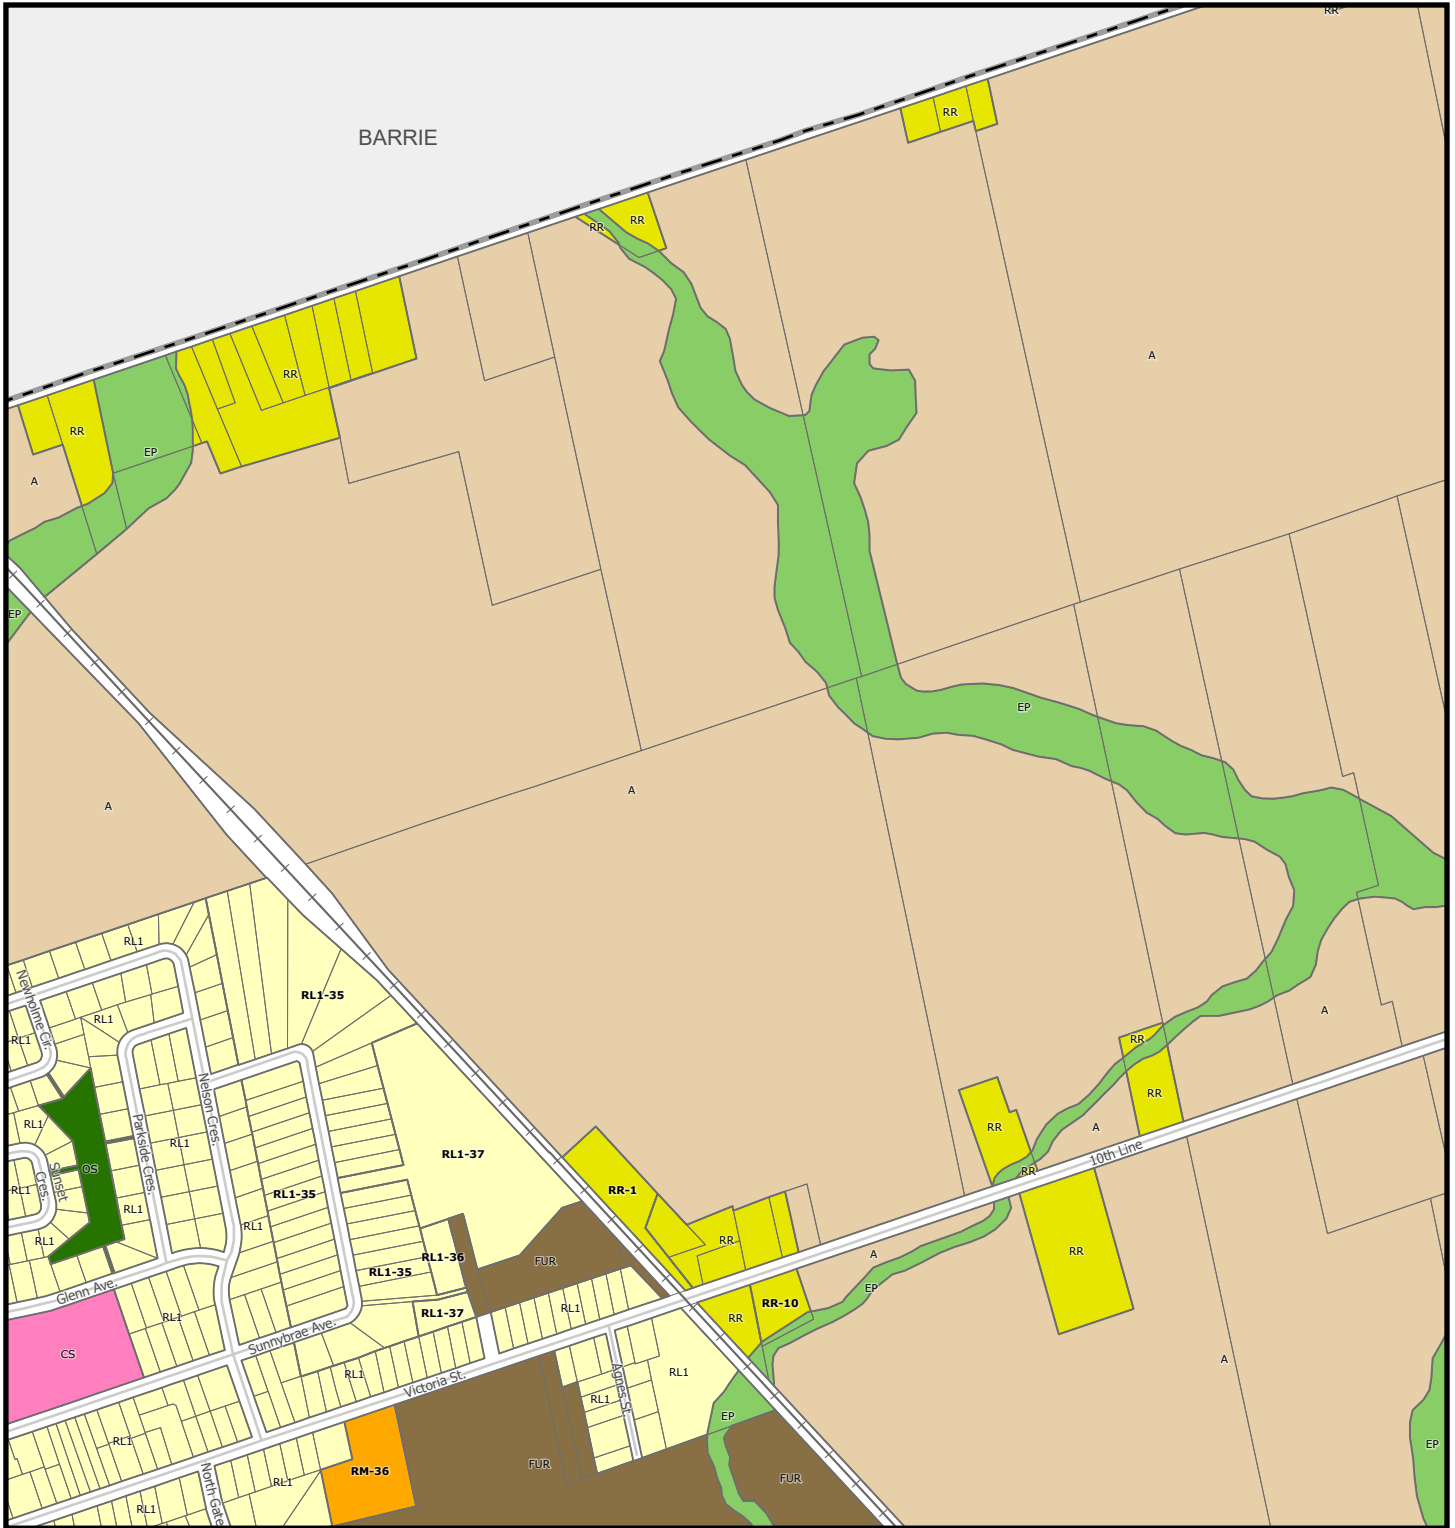 RR
BARRIE
RR
RR
RR
A
RR
RR
EP
A
EP
EP
A
A
RL1
RL1-35
Newholme Cir.
RL1
RL1
A
RR
RR
RL1
Nelson Cres.
Parkside Cres.
RL1
RR
A
10th Line
RL1-37
OS
Sunset
Cres.
RL1
RL1-35
RR-1
RR
RL1
RL1
RL1
RR
RR
A
RL1-36
FUR
RL1-35
Glenn Ave.
EP
RR-10
RL1-37
RL1
RL1
RR
Sunnybrae Ave.
CS
RL1
Victoria St.
RL1
A
Agnes St.
RL1
EP
RL1
EP
FUR
RM-36
FUR
RL1
North Gate
RL1